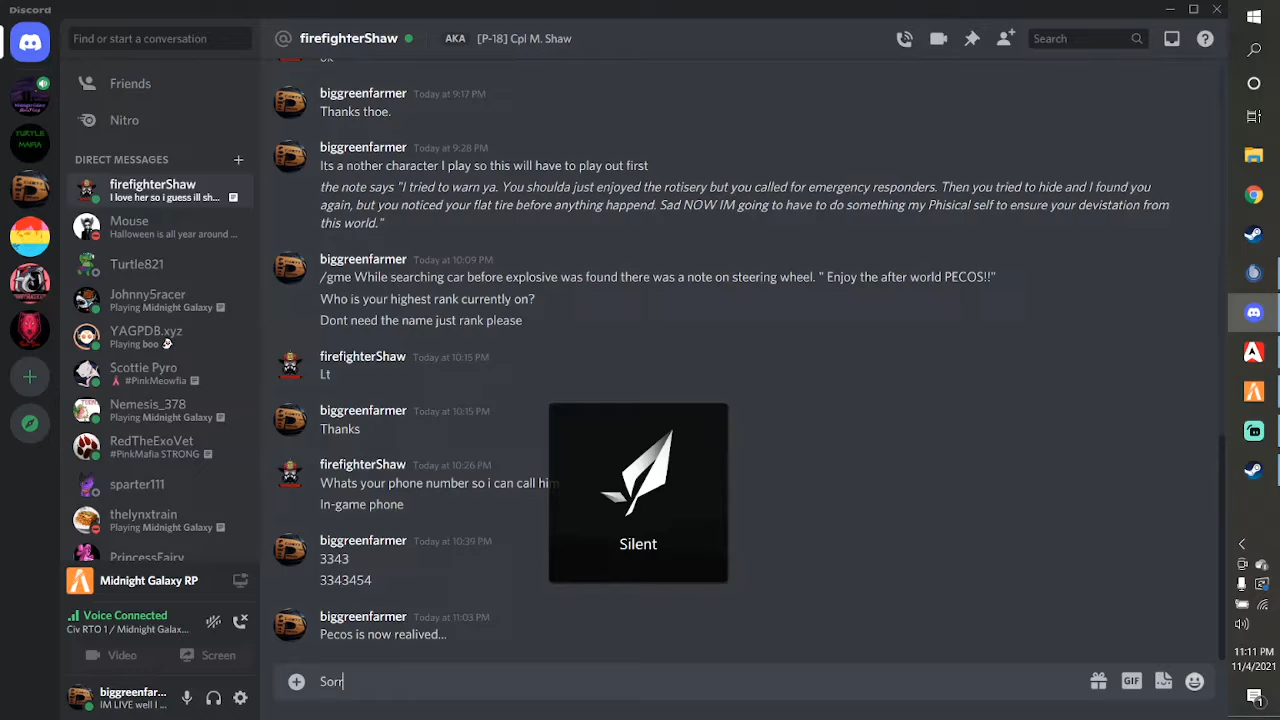 Discord
Find or start a conversation
firefighterShaw
AKA [P-18] Cpl M. Shaw
Search
Friends
Nitro
DIRECT MESSAGES
firefighterShaw
I love her so i guess ill sh...
Mouse
Halloween is all year around ...
Turtle821
Johnny5racer
Playing Midnight Galaxy
YAGPDB.xyz
Playing boo
Scottie Pyro
#PinkMeowfia
Nemesis_378
Playing Midnight Galaxy
RedTheExoVet
#PinkMafia STRONG
sparter111
thelynxtrain
Playing Midnight Galaxy
PrincessFairy
Midnight Galaxy RP
Voice Connected
Civ RTO 1 / Midnight Galax...
Video
Screen
biggreenfar...
IM LIVE well I ...
ok
biggreenfarmer Today at 9:17 PM
Thanks thoe.
biggreenfarmer Today at 9:28 PM
Its a nother character I play so this will have to play out first
the note says "I tried to warn ya. You shoulda just enjoyed the rotisery but you called for emergency responders. Then you tried to hide and I found you
again, but you noticed your flat tire before anything happend. Sad NOW IM going to have to do something my Phisical self to ensure your devistation from
this world."
biggreenfarmer Today at 10:09 PM
/gme While searching car before explosive was found there was a note on steering wheel. " Enjoy the after world PECOS!!"
Who is your highest rank currently on?
Dont need the name just rank please
firefighterShaw Today at 10:15 PM
Lt
biggreenfarmer Today at 10:15 PM
Thanks
firefighterShaw Today at 10:26 PM
Whats your phone number so i can call him
In-game phone
biggreenfarmer Today at 10:39 PM
3343
3343454
biggreenfarmer Today at 11:03 PM
Pecos is now realived...
Silent
Sorr
GIF
TURTLE
MAFIA
11:11 PM
11/4/2021